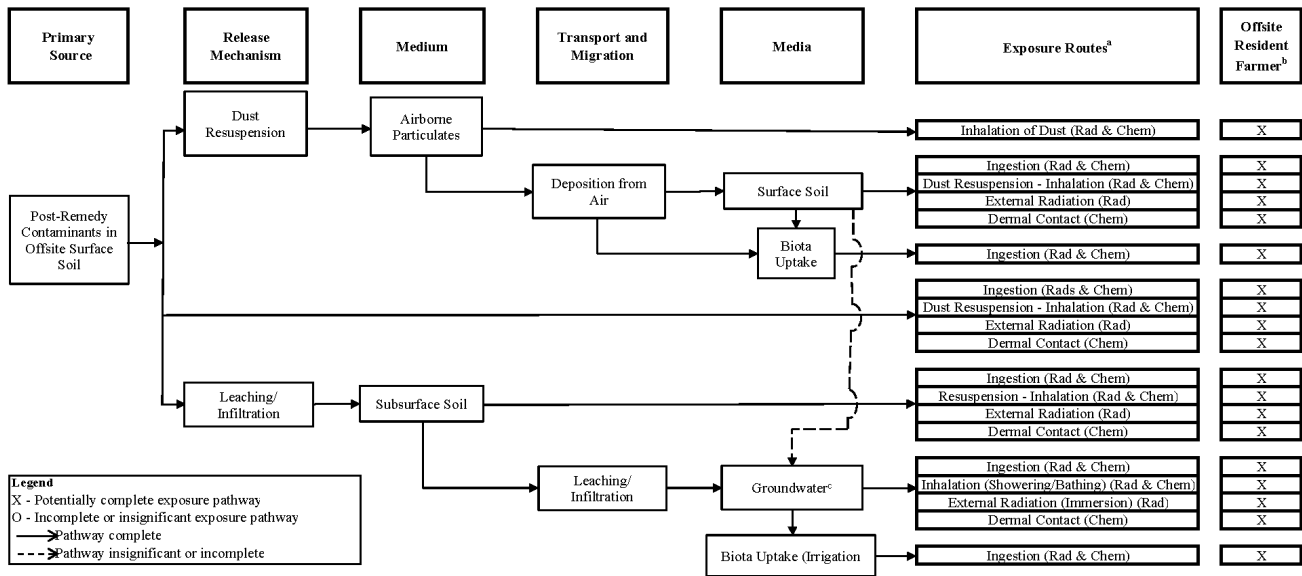 Primary
Source
Release
Mechanism
Medium
Transport and
Migration
Media
Exposure Routesᵃ
Offsite
Resident
Farmerᵇ
Dust
Resuspension
Airborne
Particulates
Inhalation of Dust (Rad & Chem)
X
Deposition from
Air
Surface Soil
Ingestion (Rad & Chem)
X
Dust Resuspension - Inhalation (Rad & Chem)
X
External Radiation (Rad)
X
Dermal Contact (Chem)
X
Post-Remedy
Contaminants in
Offsite Surface
Soil
Biota
Uptake
Ingestion (Rad & Chem)
X
Ingestion (Rads & Chem)
X
Dust Resuspension - Inhalation (Rad & Chem)
X
External Radiation (Rad)
X
Dermal Contact (Chem)
X
Leaching/
Infiltration
Subsurface Soil
Ingestion (Rad & Chem)
X
Resuspension - Inhalation (Rad & Chem)
X
External Radiation (Rad)
X
Dermal Contact (Chem)
X
Leaching/
Infiltration
Groundwaterᶜ
Ingestion (Rad & Chem)
X
Inhalation (Showering/Bathing) (Rad & Chem)
X
External Radiation (Immersion) (Rad)
X
Dermal Contact (Chem)
X
Biota Uptake (Irrigation
Ingestion (Rad & Chem)
X
Legend
X - Potentially complete exposure pathway
O - Incomplete or insignificant exposure pathway
Pathway complete
Pathway insignificant or incomplete